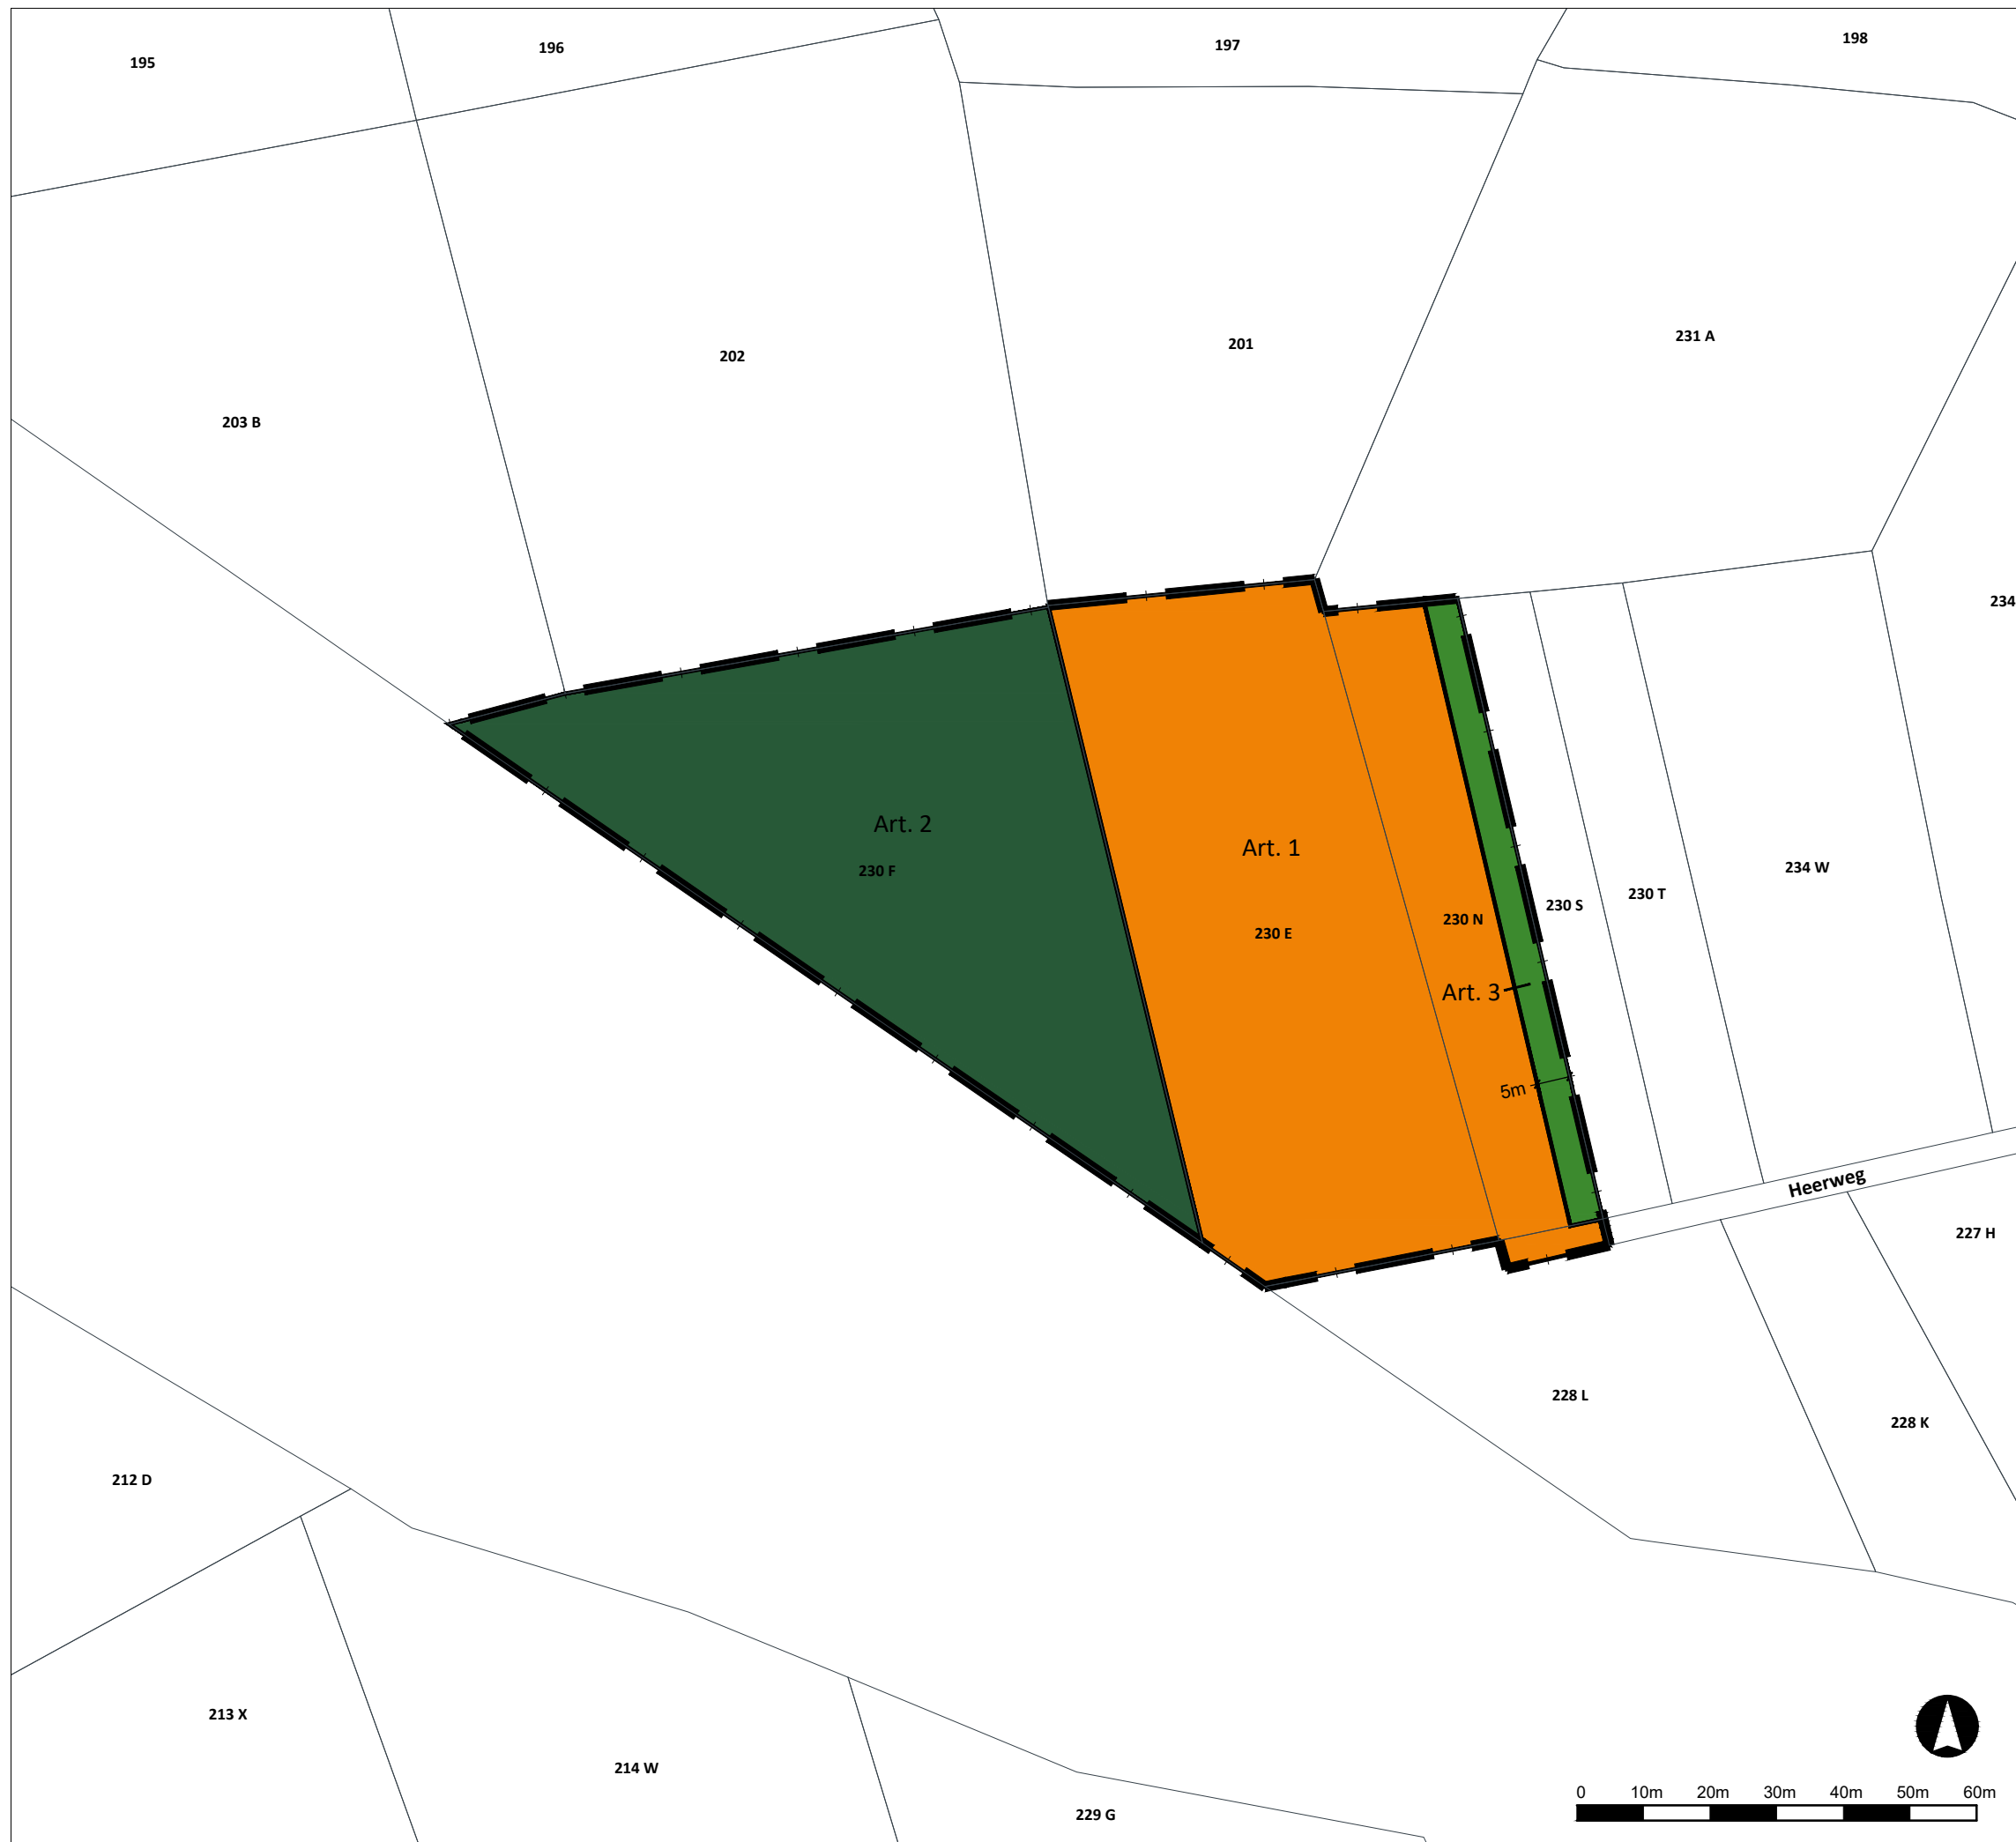 195
196
197
198
203 B
202
201
231 A
234
Art. 2
230 F
Art. 1
230 E
230 N
Art. 3
5m
230 S
230 T
234 W
Heerweg
227 H
228 L
228 K
212 D
213 X
214 W
229 G
0 10m 20m 30m 40m 50m 60m